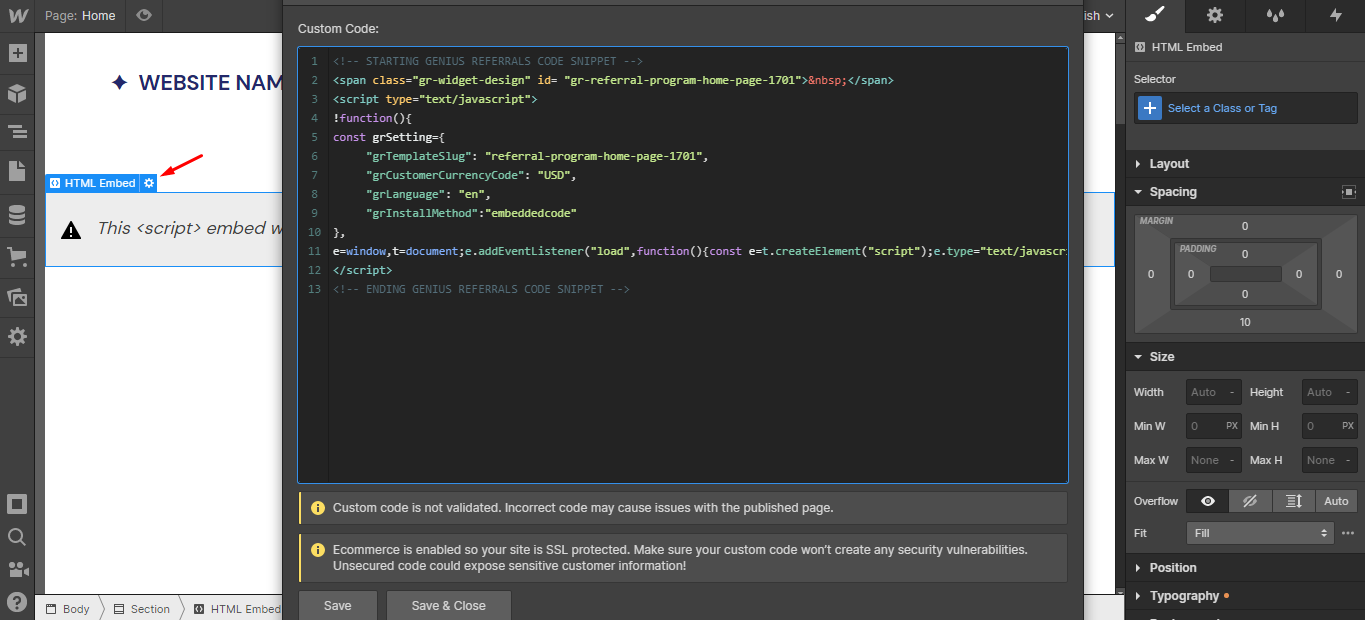 Page: Home
ish
Custom Code:
✦ WEBSITE NAM
HTML Embed
This <script> embed w
1 <!-- STARTING GENIUS REFERRALS CODE SNIPPET -->
2 <span class="gr-widget-design" id= "gr-referral-program-home-page-1701">&nbsp;</span>
3 <script type="text/javascript">
4 !function(){
5 const grSetting={
6 "grTemplateSlug": "referral-program-home-page-1701",
7 "grCustomerCurrencyCode": "USD",
8 "grLanguage": "en",
9 "grInstallMethod":"embeddedcode"
10 },
11 e=window,t=document;e.addEventListener("load",function(){const e=t.createElement("script");e.type="text/javascri
12 </script>
13 <!-- ENDING GENIUS REFERRALS CODE SNIPPET -->
Custom code is not validated. Incorrect code may cause issues with the published page.
Ecommerce is enabled so your site is SSL protected. Make sure your custom code won't create any security vulnerabilities.
Unsecured code could expose sensitive customer information!
Save
Save & Close
Body
Section
HTML Embed
HTML Embed
Selector
Select a Class or Tag
Layout
Spacing
MARGIN
0
PADDING
0
0 0 0 0
0
10
Size
Width Auto - Height Auto -
Min W 0 PX Min H 0 PX
Max W None - Max H None -
Overflow Auto
Fit Fill
Position
Typography